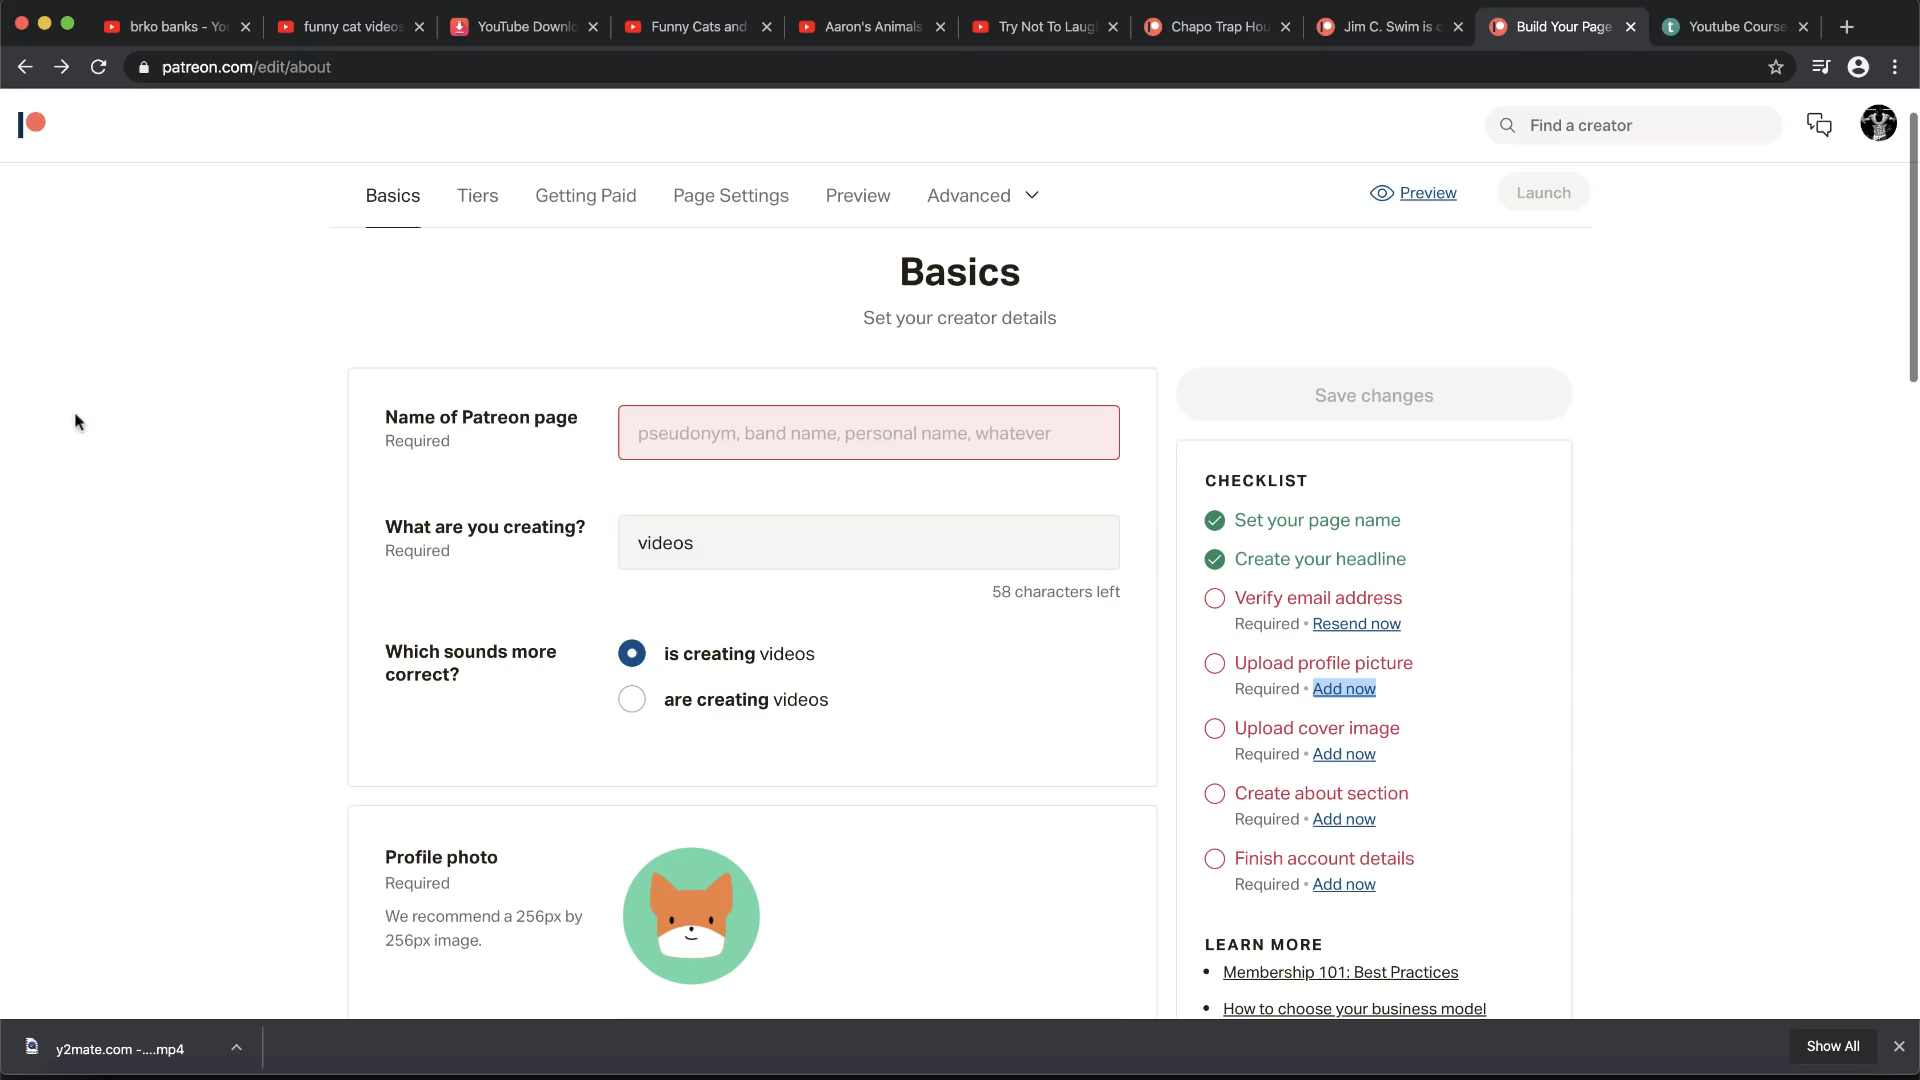 brko banks - Yo
funny cat videos
YouTube Downlo
Funny Cats and
Aaron's Animals
Try Not To Laug
Chapo Trap Hou
Jim C. Swim is c
Build Your Page
Youtube Course
patreon.com/edit/about
Find a creator
Basics
Tiers
Getting Paid
Page Settings
Preview
Advanced
Preview
Launch
Basics
Set your creator details
Name of Patreon page
Required
pseudonym, band name, personal name, whatever
What are you creating?
Required
videos
58 characters left
Which sounds more
correct?
is creating videos
are creating videos
Profile photo
Required
We recommend a 256px by
256px image.
Save changes
CHECKLIST
Set your page name
Create your headline
Verify email address
Required • Resend now
Upload profile picture
Required • Add now
Upload cover image
Required • Add now
Create about section
Required • Add now
Finish account details
Required • Add now
LEARN MORE
• Membership 101: Best Practices
• How to choose your business model
y2mate.com -....mp4
Show All